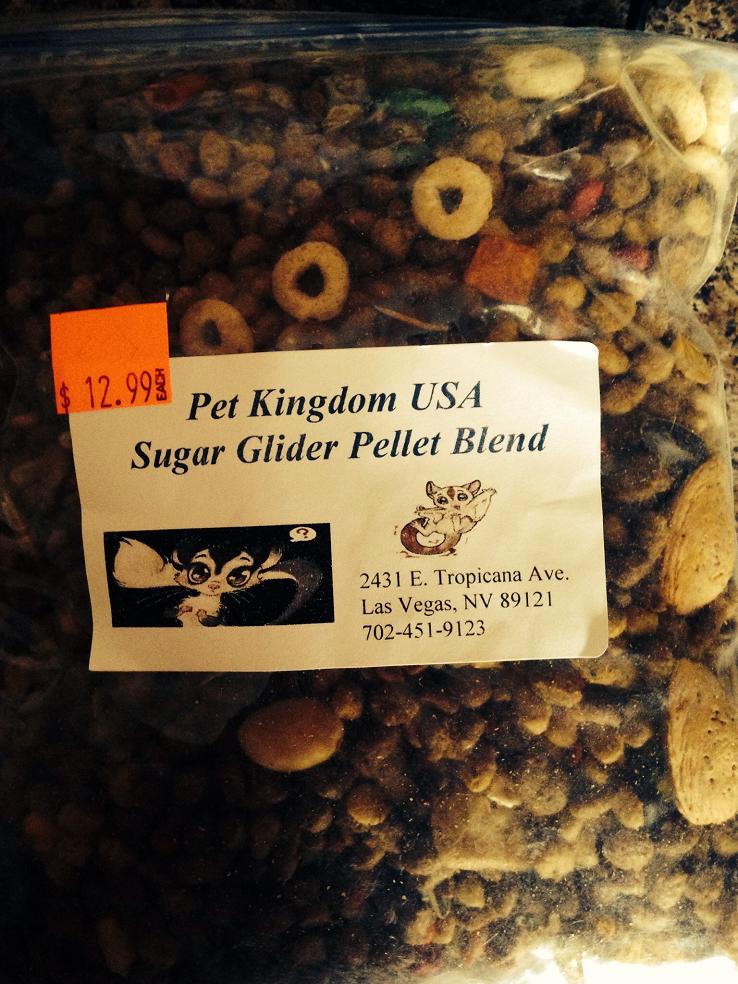 $ 12.99 EACH
Pet Kingdom USA
Sugar Glider Pellet Blend
?
2431 E. Tropicana Ave.
Las Vegas, NV 89121
702-451-9123